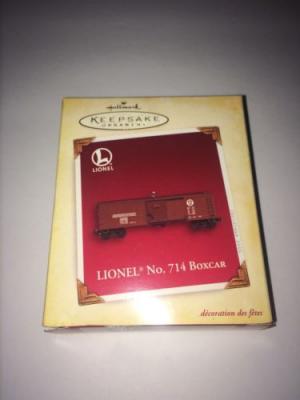 Hallmark
KEEPSAKE
ORNAMENT
L
LIONEL
LIONEL® No. 714 BOXCAR
décoration des fêtes